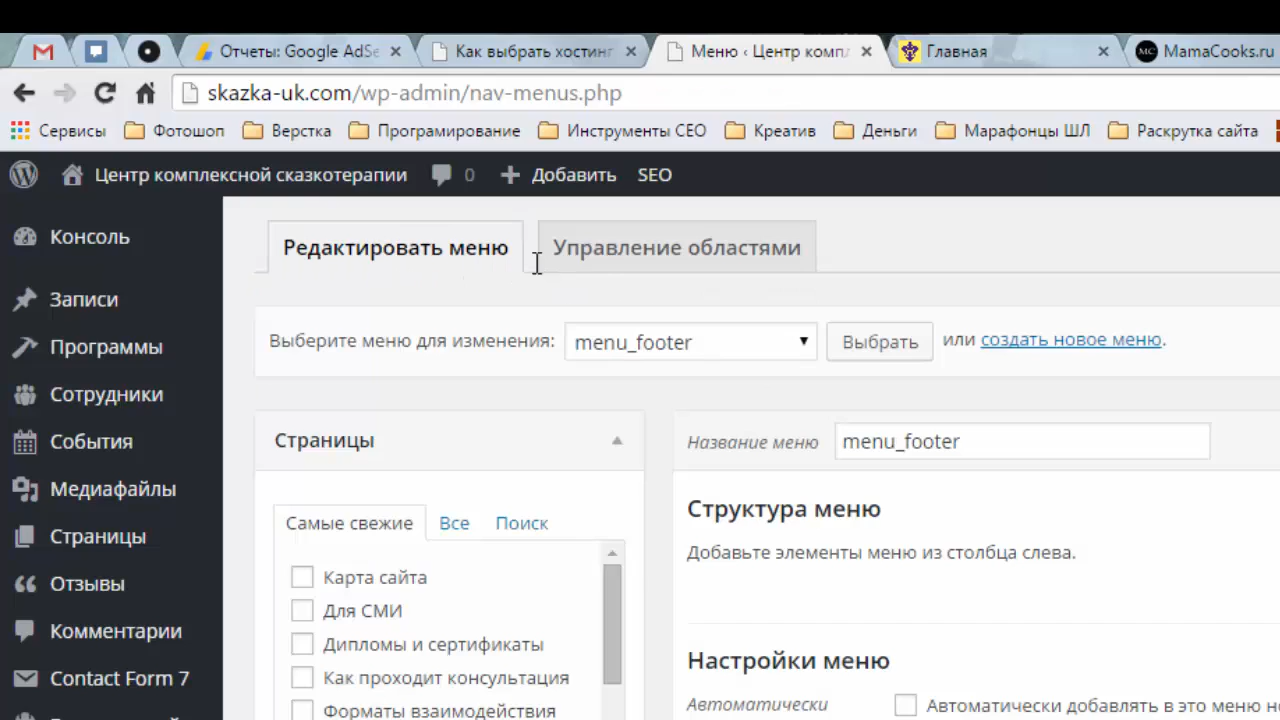 Отчеты: Google AdSe
Как выбрать хостинг
Меню ‹ Центр компл
Главная
MC MamaCooks.ru
skazka-uk.com/wp-admin/nav-menus.php
Сервисы Фотошоп Верстка Програмирование Инструменты СЕО Креатив Деньги Марафонцы ШЛ Раскрутка сайта
Центр комплексной сказкотерапии 0 Добавить SEO
Консоль
Записи
Программы
Сотрудники
События
Медиафайлы
Страницы
Отзывы
Комментарии
Contact Form 7
Редактировать меню Управление областями
Выберите меню для изменения: menu_footer Выбрать или создать новое меню.
Страницы
Самые свежие Все Поиск
Карта сайта
Для СМИ
Дипломы и сертификаты
Как проходит консультация
Форматы взаимодействия
Название меню menu_footer
Структура меню
Добавьте элементы меню из столбца слева.
Настройки меню
Автоматически Автоматически добавлять в это меню но